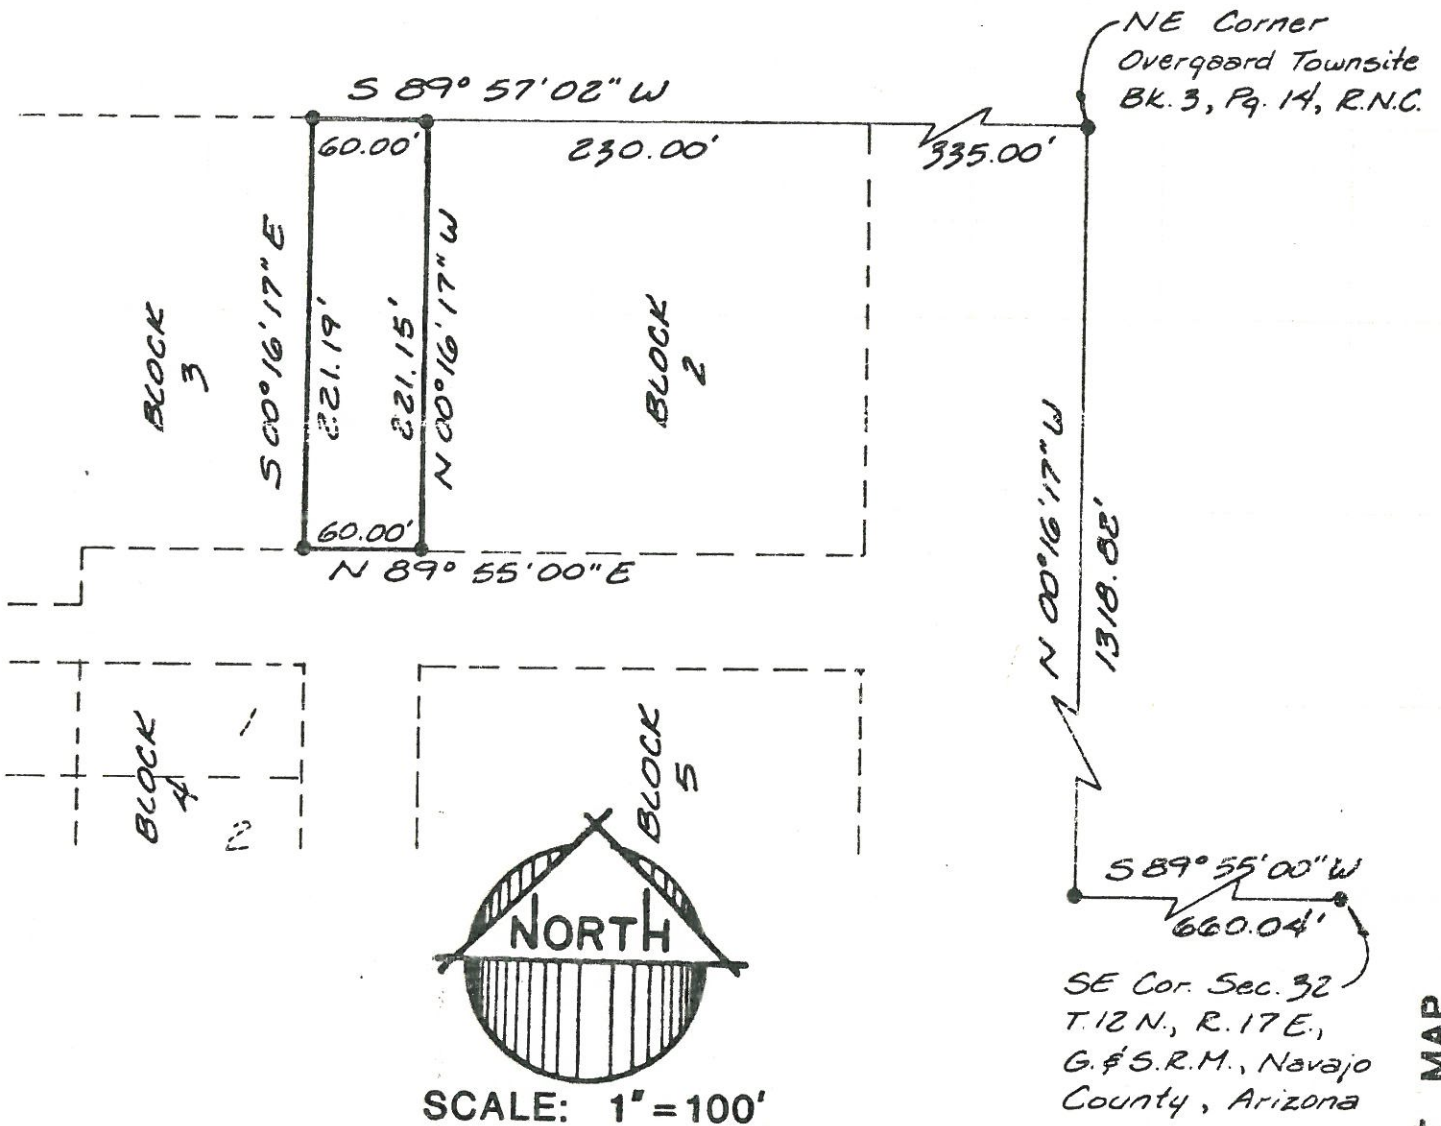 NE Corner
Overgaard Townsite
BK. 3, Pg. 14, R.N.C.
S 89° 57'02" W
60.00'
230.00'
335.00'
BLOCK
3
S 00°16'17" E
221.19'
221.15'
N 00°16'17" W
BLOCK
2
N 00°16'17" W
1318.82'
60.00'
N 89° 55'00" E
BLOCK
4
1
2
BLOCK
5
NORTH
SCALE: 1"=100'
S 89° 55'00" W
660.04'
SE Cor. Sec. 32
T. 12 N., R. 17 E.,
G. & S.R.M., Navajo
County, Arizona
MAP